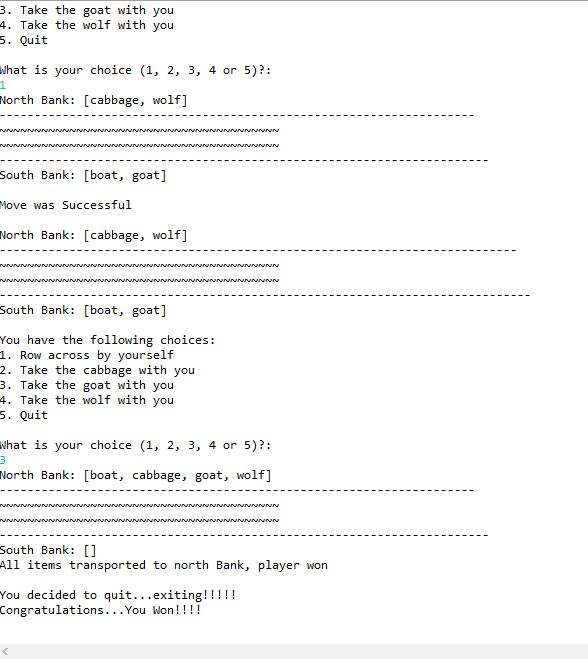 3. Take the goat with you
4. Take the wolf with you
5. Quit
What is your choice (1, 2, 3, 4 or 5)?:
1
North Bank: [cabbage, wolf]
--------------------------------------------------------------------
~~~~~~~~~~~~~~~~~~~~~~~~~~~~~~~~~~~~~~~~
~~~~~~~~~~~~~~~~~~~~~~~~~~~~~~~~~~~~~~~~
----------------------------------------------------------------------
South Bank: [boat, goat]
Move was Successful
North Bank: [cabbage, wolf]
--------------------------------------------------------------------------
~~~~~~~~~~~~~~~~~~~~~~~~~~~~~~~~~~~~~~~~
~~~~~~~~~~~~~~~~~~~~~~~~~~~~~~~~~~~~~~~~
----------------------------------------------------------------------------
South Bank: [boat, goat]
You have the following choices:
1. Row across by yourself
2. Take the cabbage with you
3. Take the goat with you
4. Take the wolf with you
5. Quit
What is your choice (1, 2, 3, 4 or 5)?:
3
North Bank: [boat, cabbage, goat, wolf]
--------------------------------------------------------------------
~~~~~~~~~~~~~~~~~~~~~~~~~~~~~~~~~~~~~~~~
~~~~~~~~~~~~~~~~~~~~~~~~~~~~~~~~~~~~~~~~
----------------------------------------------------------------------
South Bank: []
All items transported to north Bank, player won
You decided to quit...exiting!!!!!
Congratulations...You Won!!!!